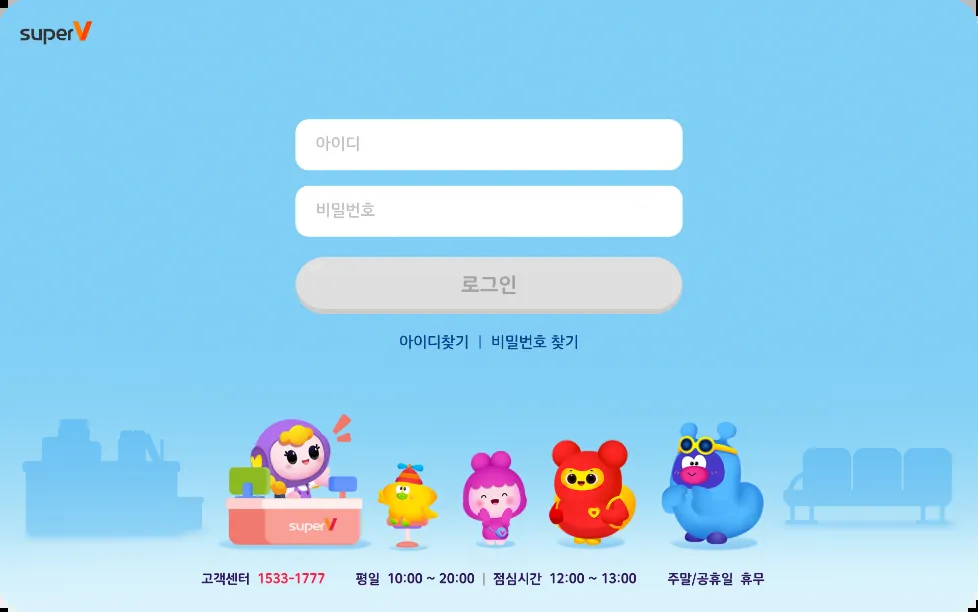 superV
아이디
비밀번호
로그인
아이디찾기 | 비밀번호 찾기
superV
고객센터 1533-1777 평일 10:00 ~ 20:00 | 점심시간 12:00 ~ 13:00 주말/공휴일 휴무